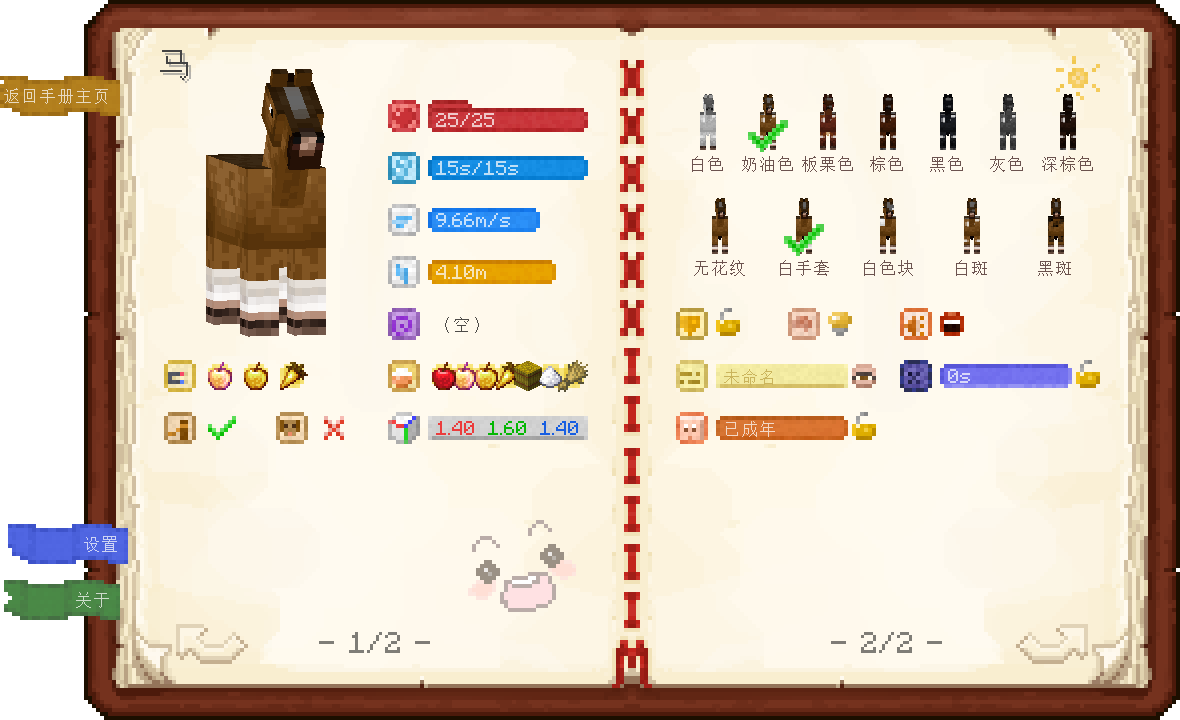 返回手册主页
25/25
15s/15s
9.66m/s
4.10m
（空）
1.40 1.60 1.40
设置
关于
- 1/2 -
白色 奶油色 板栗色 棕色 黑色 灰色 深棕色
无花纹 白手套 白色块 白斑 黑斑
未命名 0s
已成年
- 2/2 -